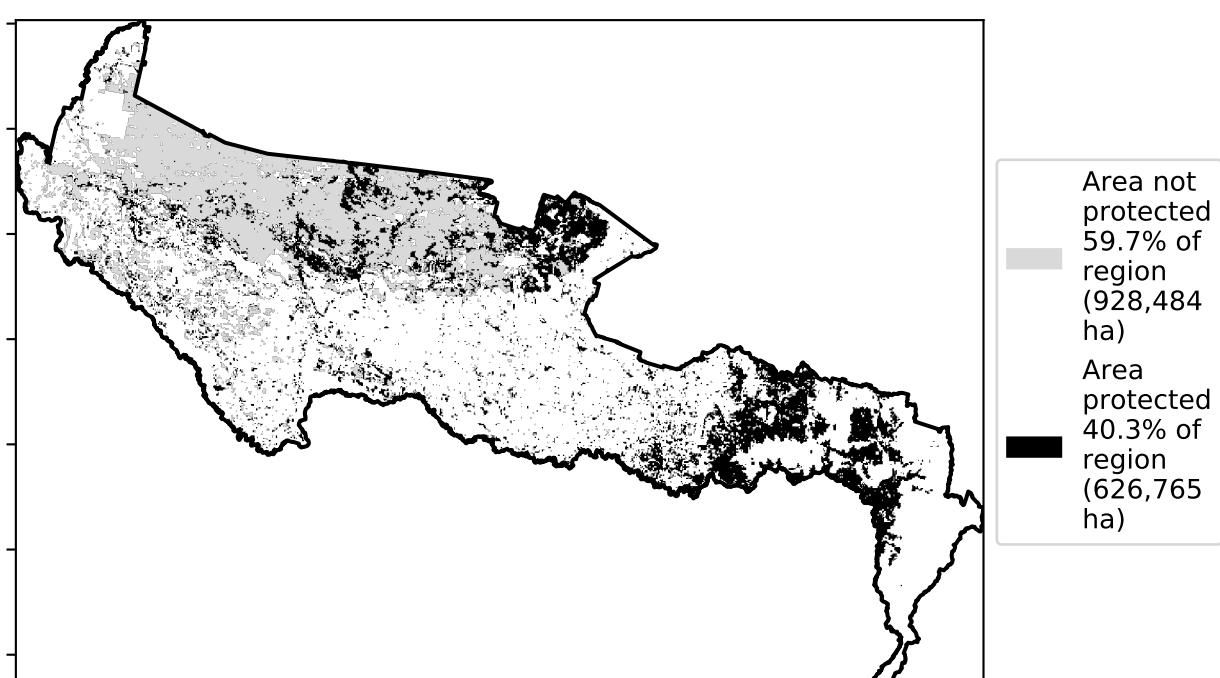 Area not
protected
59.7% of
region
(928,484
ha)
Area
protected
40.3% of
region
(626,765
ha)